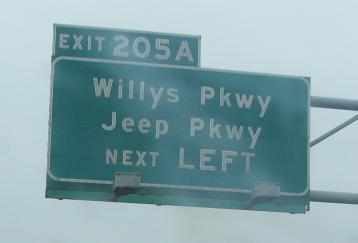 EXIT 205A
Willys Pkwy
Jeep Pkwy
NEXT LEFT